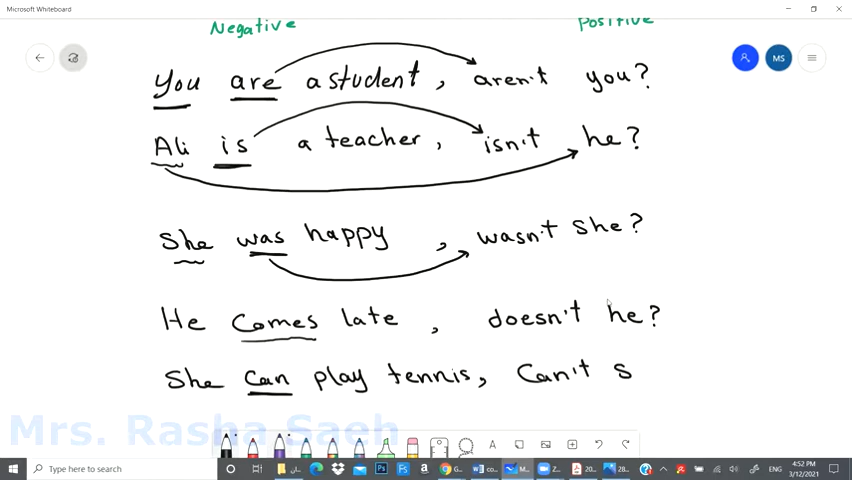 Microsoft Whiteboard
Negative
Positive
MS
You are a student, aren't you?
Ali is a teacher, isn't he?
She was happy, wasn't she?
He comes late, doesn't he?
She can play tennis, can't s
Mrs. Rasha Saeh
Type here to search
ENG
4:52 PM
3/12/2021